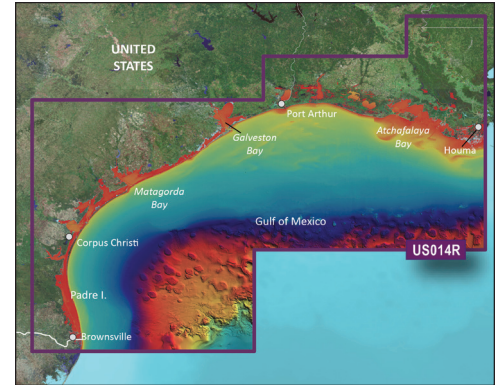 UNITED
STATES
Port Arthur
Galveston
Bay
Atchafalaya
Bay
Houma
Matagorda
Bay
Gulf of Mexico
Corpus Christi
US014R
Padre I.
Brownsville